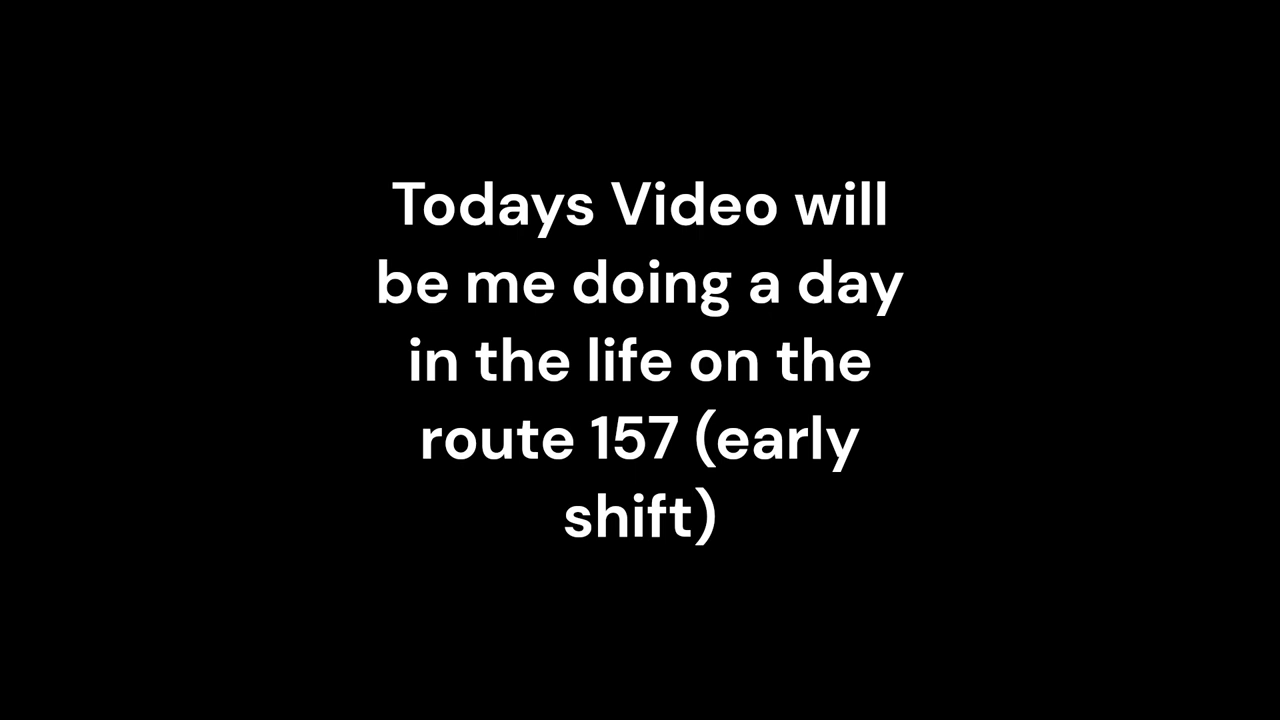 Todays Video will
be me doing a day
in the life on the
route 157 (early
shift)